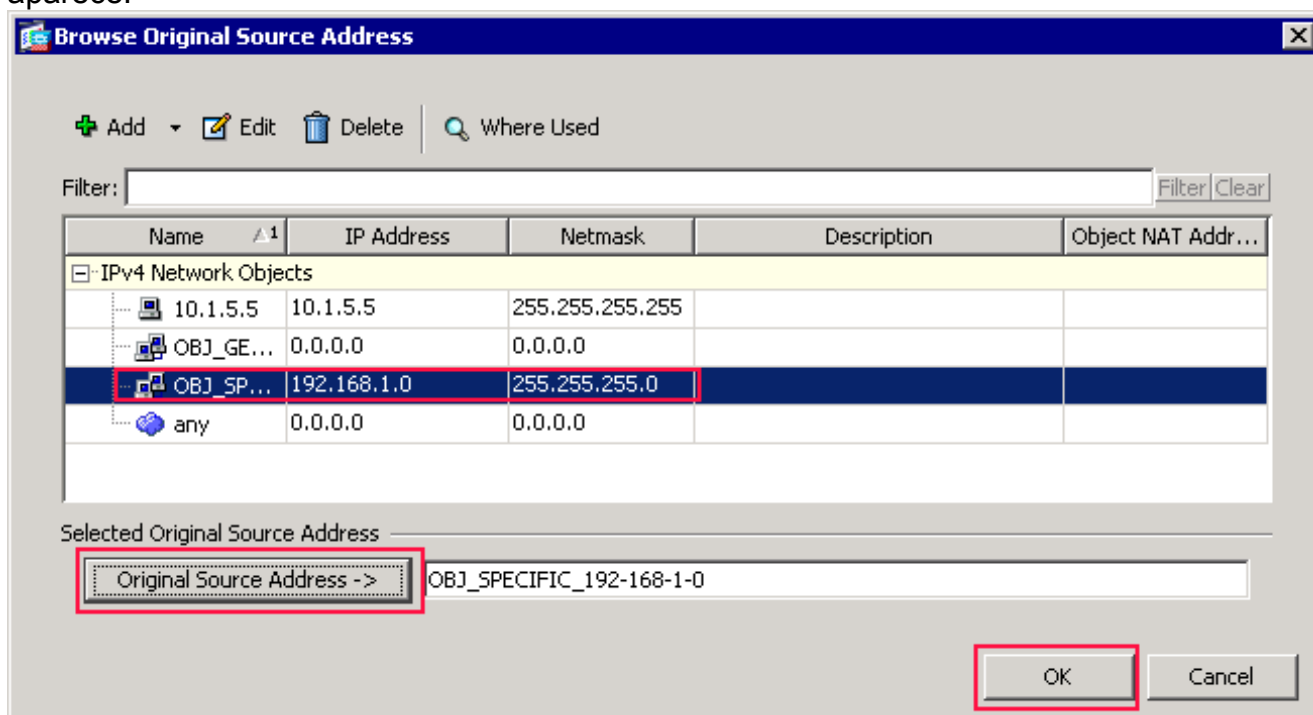 Browse Original Source Address
Add Edit Delete Where Used
Filter: Filter Clear
Name 1 IP Address Netmask Description Object NAT Addr...
IPv4 Network Objects
10.1.5.5 10.1.5.5 255.255.255.255
OBJ_GE... 0.0.0.0 0.0.0.0
OBJ_SP... 192.168.1.0 255.255.255.0
any 0.0.0.0 0.0.0.0
Selected Original Source Address
Original Source Address -> OBJ_SPECIFIC_192-168-1-0
OK Cancel